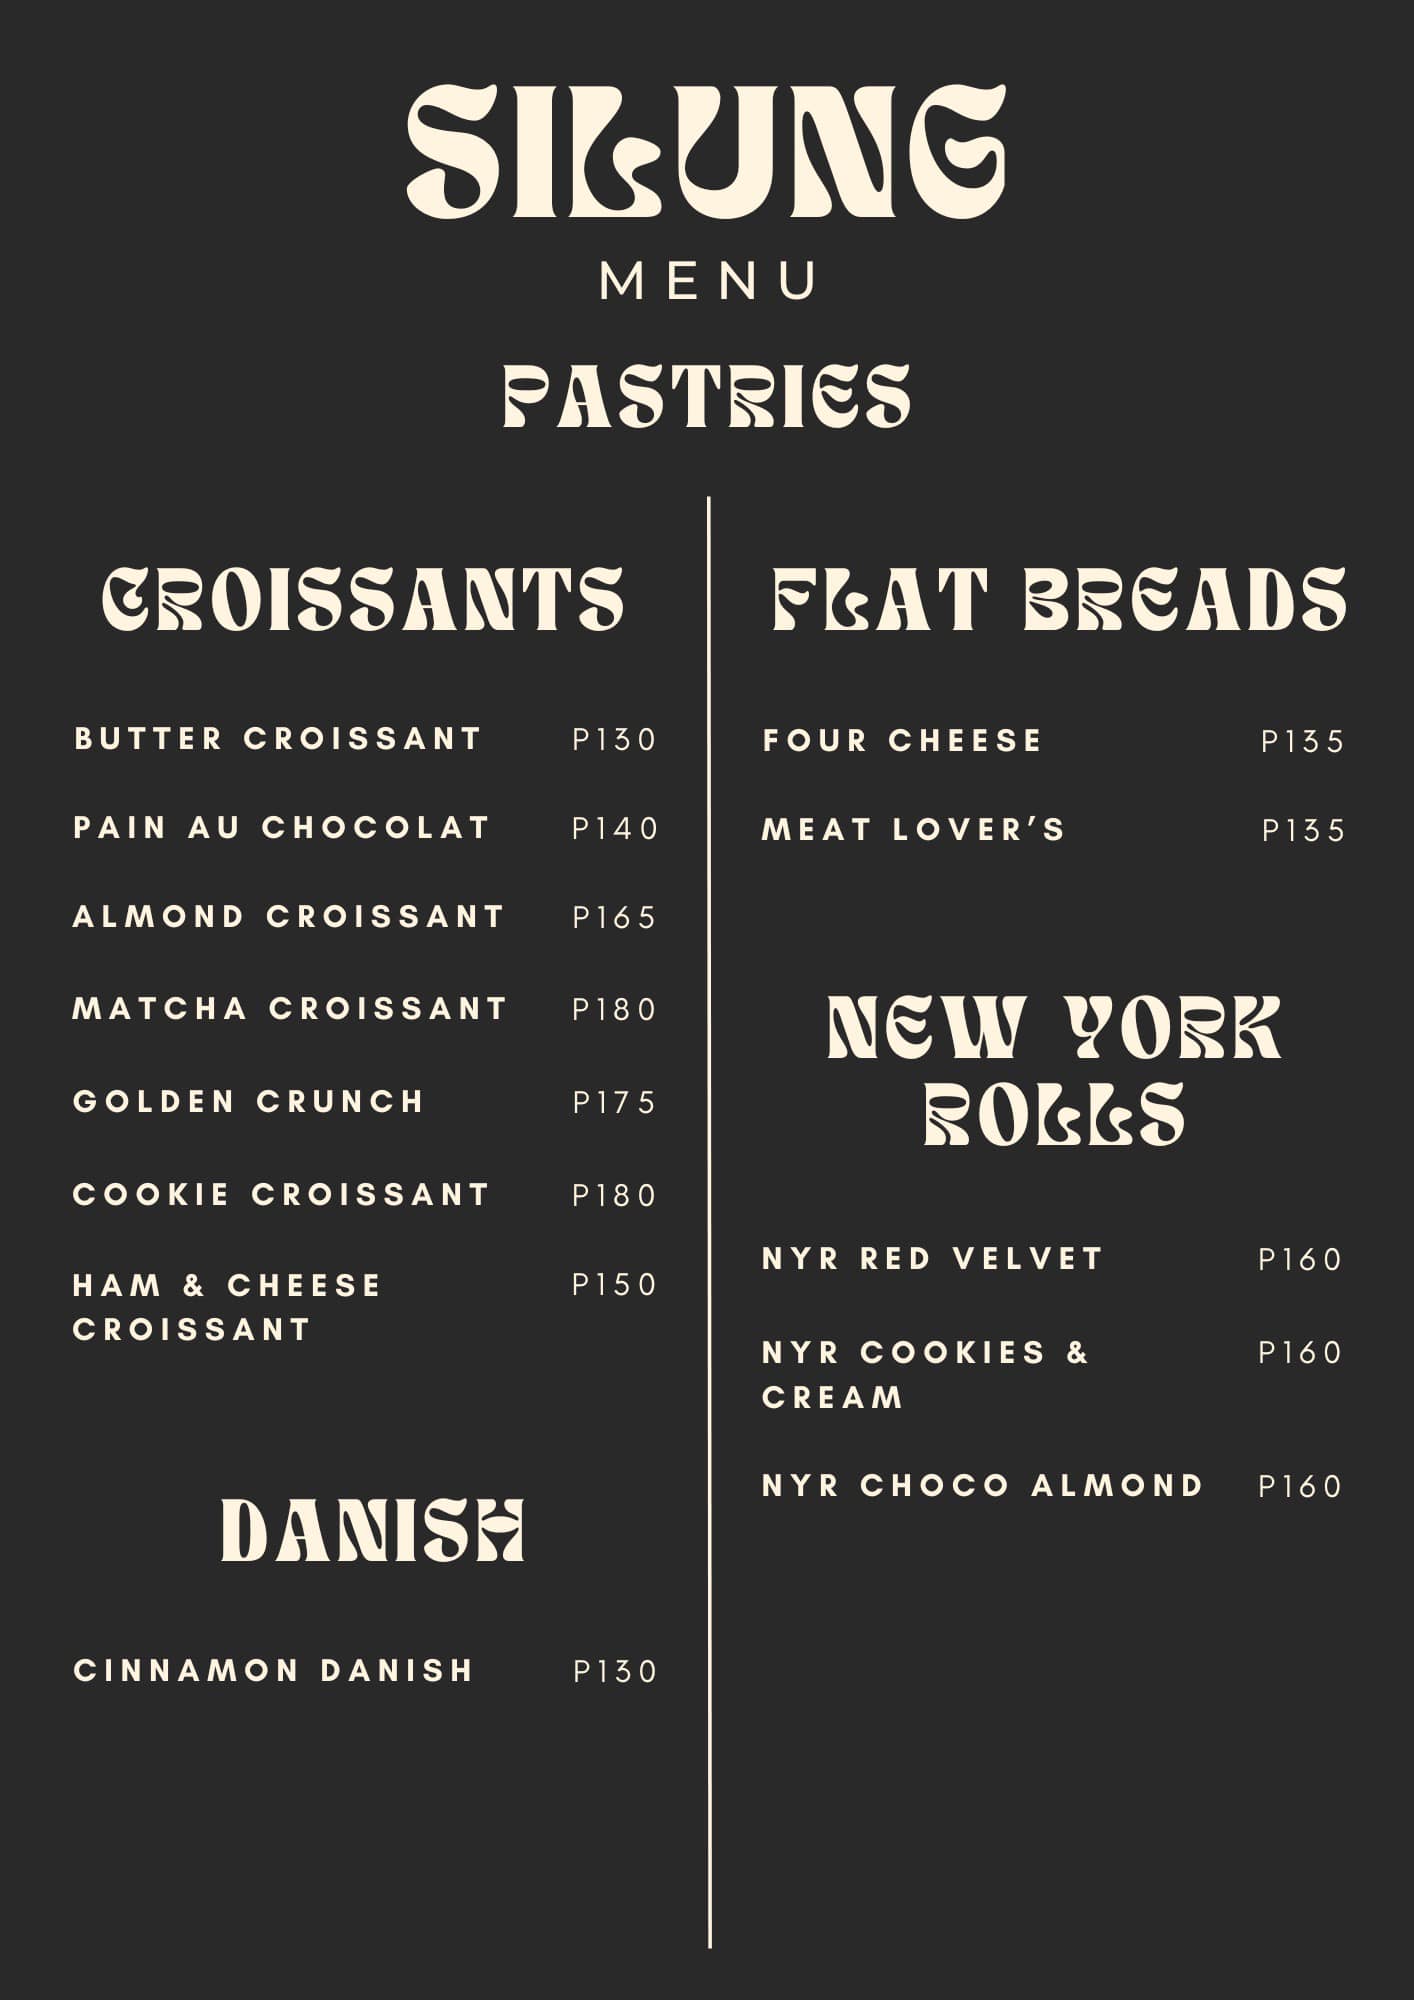 SILUNG
MENU
PASTRIES
CROISSANTS
BUTTER CROISSANT P130
PAIN AU CHOCOLAT P140
ALMOND CROISSANT P165
MATCHA CROISSANT P180
GOLDEN CRUNCH P175
COOKIE CROISSANT P180
HAM & CHEESE P150
CROISSANT
DANISH
CINNAMON DANISH P130
FLAT BREADS
FOUR CHEESE P135
MEAT LOVER’S P135
NEW YORK
ROLLS
NYR RED VELVET P160
NYR COOKIES & P160
CREAM
NYR CHOCO ALMOND P160